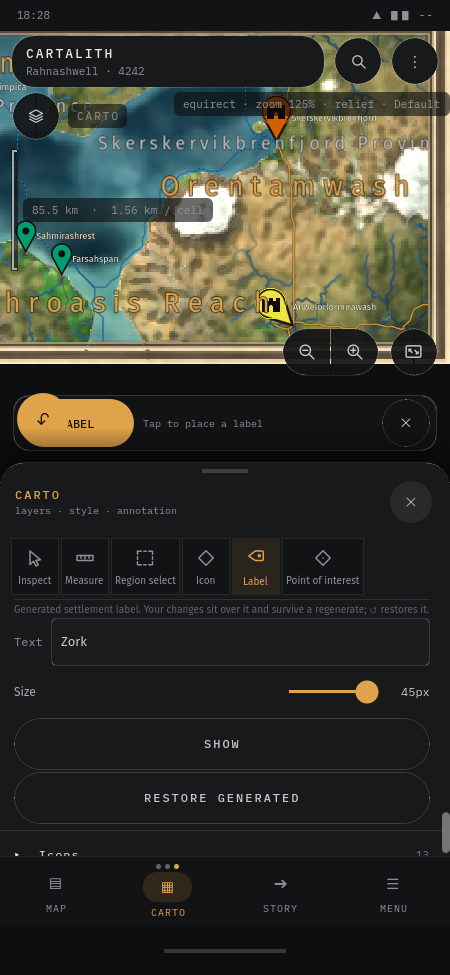 18:28
--
CARTALITH
Rahnashwell · 4242
CARTO
equirect · zoom 125% · relief · Default
Skerskervikbrenfjord
Skerskervikbrenfjord Provin
Orentamwash
85.5 km · 1.56 km / cell
Sahmirashrest
Farsahspan
hroasis Reach
ABEL
Tap to place a label
CARTO
layers · style · annotation
Inspect
Measure
Region select
Icon
Label
Point of interest
Generated settlement label. Your changes sit over it and survive a regenerate; ↺ restores it.
Text
Zork
Size
45px
SHOW
RESTORE GENERATED
▸ Icons
13
MAP
CARTO
STORY
MENU